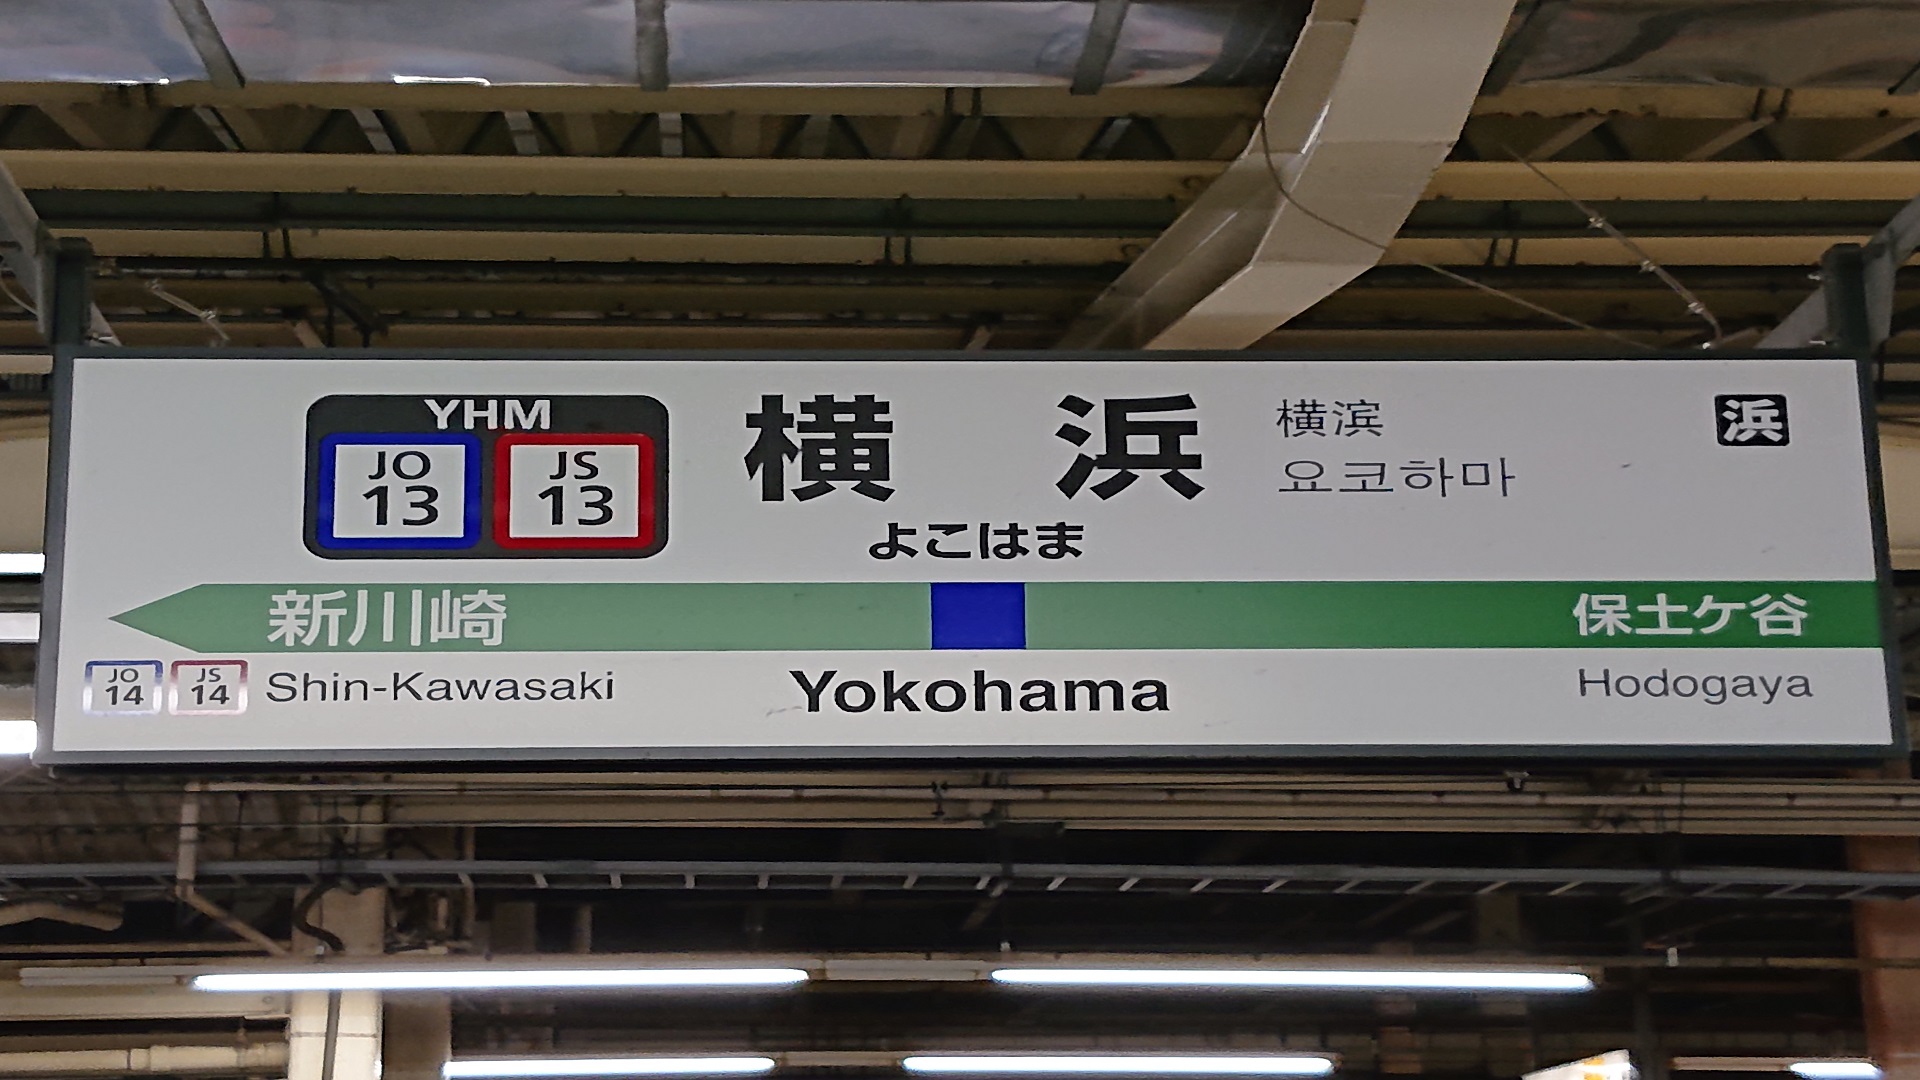 YHM
JO 13
JS 13
横浜
よこはま
横滨
요코하마
浜
新川崎
保土ケ谷
JO 14
JS 14
Shin-Kawasaki
Yokohama
Hodogaya